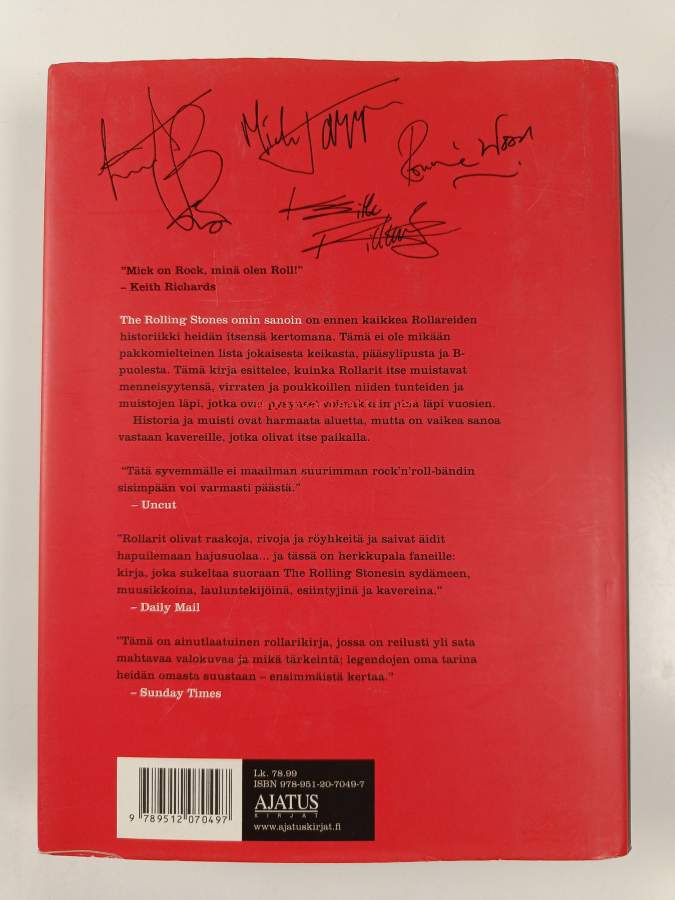 Ronnie Wood
"Mick on Rock, minä olen Roll!"
– Keith Richards
The Rolling Stones omin sanoin on ennen kaikkea Rollareiden
historiikki heidän itsensä kertomana. Tämä ei ole mikään
pakkomielteinen lista jokaisesta keikasta, pääsylipusta ja B-
puolesta. Tämä kirja esittelee, kuinka Rollarit itse muistavat
menneisyytensä, virraten ja poukkoillen niiden tunteiden ja
muistojen läpi, jotka ovat pysyneet voimakkaimpina läpi vuosien.
Historia ja muisti ovat harmaata aluetta, mutta on vaikea sanoa
vastaan kavereille, jotka olivat itse paikalla.
"Tätä syvemmälle ei maailman suurimman rock'n'roll-bändin
sisimpään voi varmasti päästä."
– Uncut
"Rollarit olivat raakoja, rivoja ja röyhkeitä ja saivat äidit
hapuilemaan hajusuolaa... ja tässä on herkkupala faneille:
kirja, joka sukeltaa suoraan The Rolling Stonesin sydämeen,
muusikkoina, lauluntekijöinä, esiintyjinä ja kavereina."
– Daily Mail
"Tämä on ainutlaatuinen rollarikirja, jossa on reilusti yli sata
mahtavaa valokuvaa ja mikä tärkeintä: legendojen oma tarina
heidän omasta suustaan – ensimmäistä kertaa."
– Sunday Times
Lk. 78.99
ISBN 978-951-20-7049-7
AJATUS
KIRJAT
www.ajatuskirjat.fi
9 789512 070497